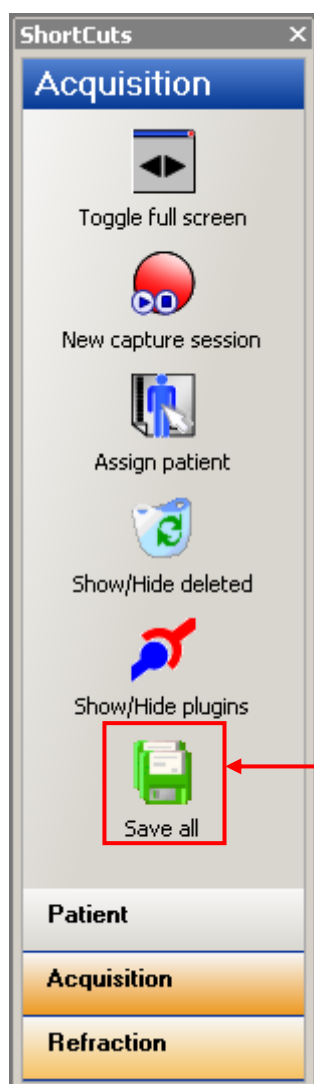 ShortCuts
Acquisition
Toggle full screen
New capture session
Assign patient
Show/Hide deleted
Show/Hide plugins
Save all
Patient
Acquisition
Refraction